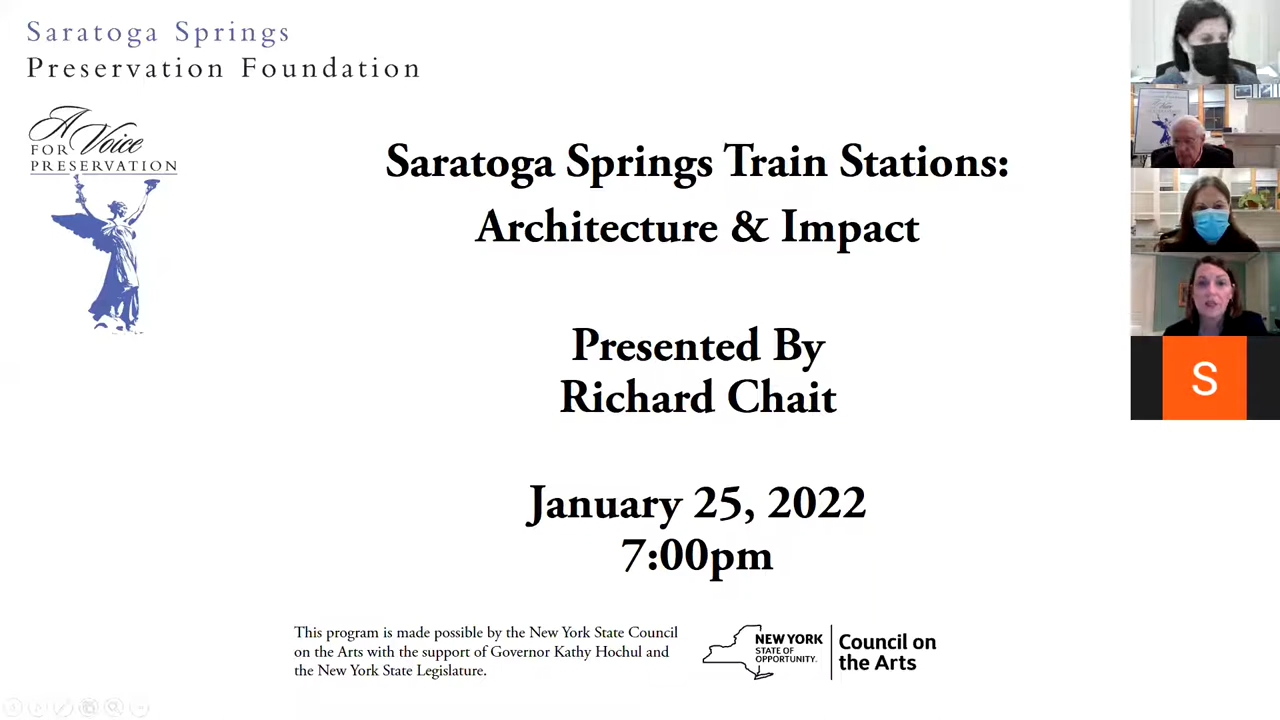 Saratoga Springs
Preservation Foundation
A Voice
FOR
PRESERVATION
Saratoga Springs Train Stations:
Architecture & Impact
Presented By
Richard Chait
January 25, 2022
7:00pm
This program is made possible by the New York State Council
on the Arts with the support of Governor Kathy Hochul and
the New York State Legislature.
NEW YORK
STATE OF
OPPORTUNITY.
Council on
the Arts
S